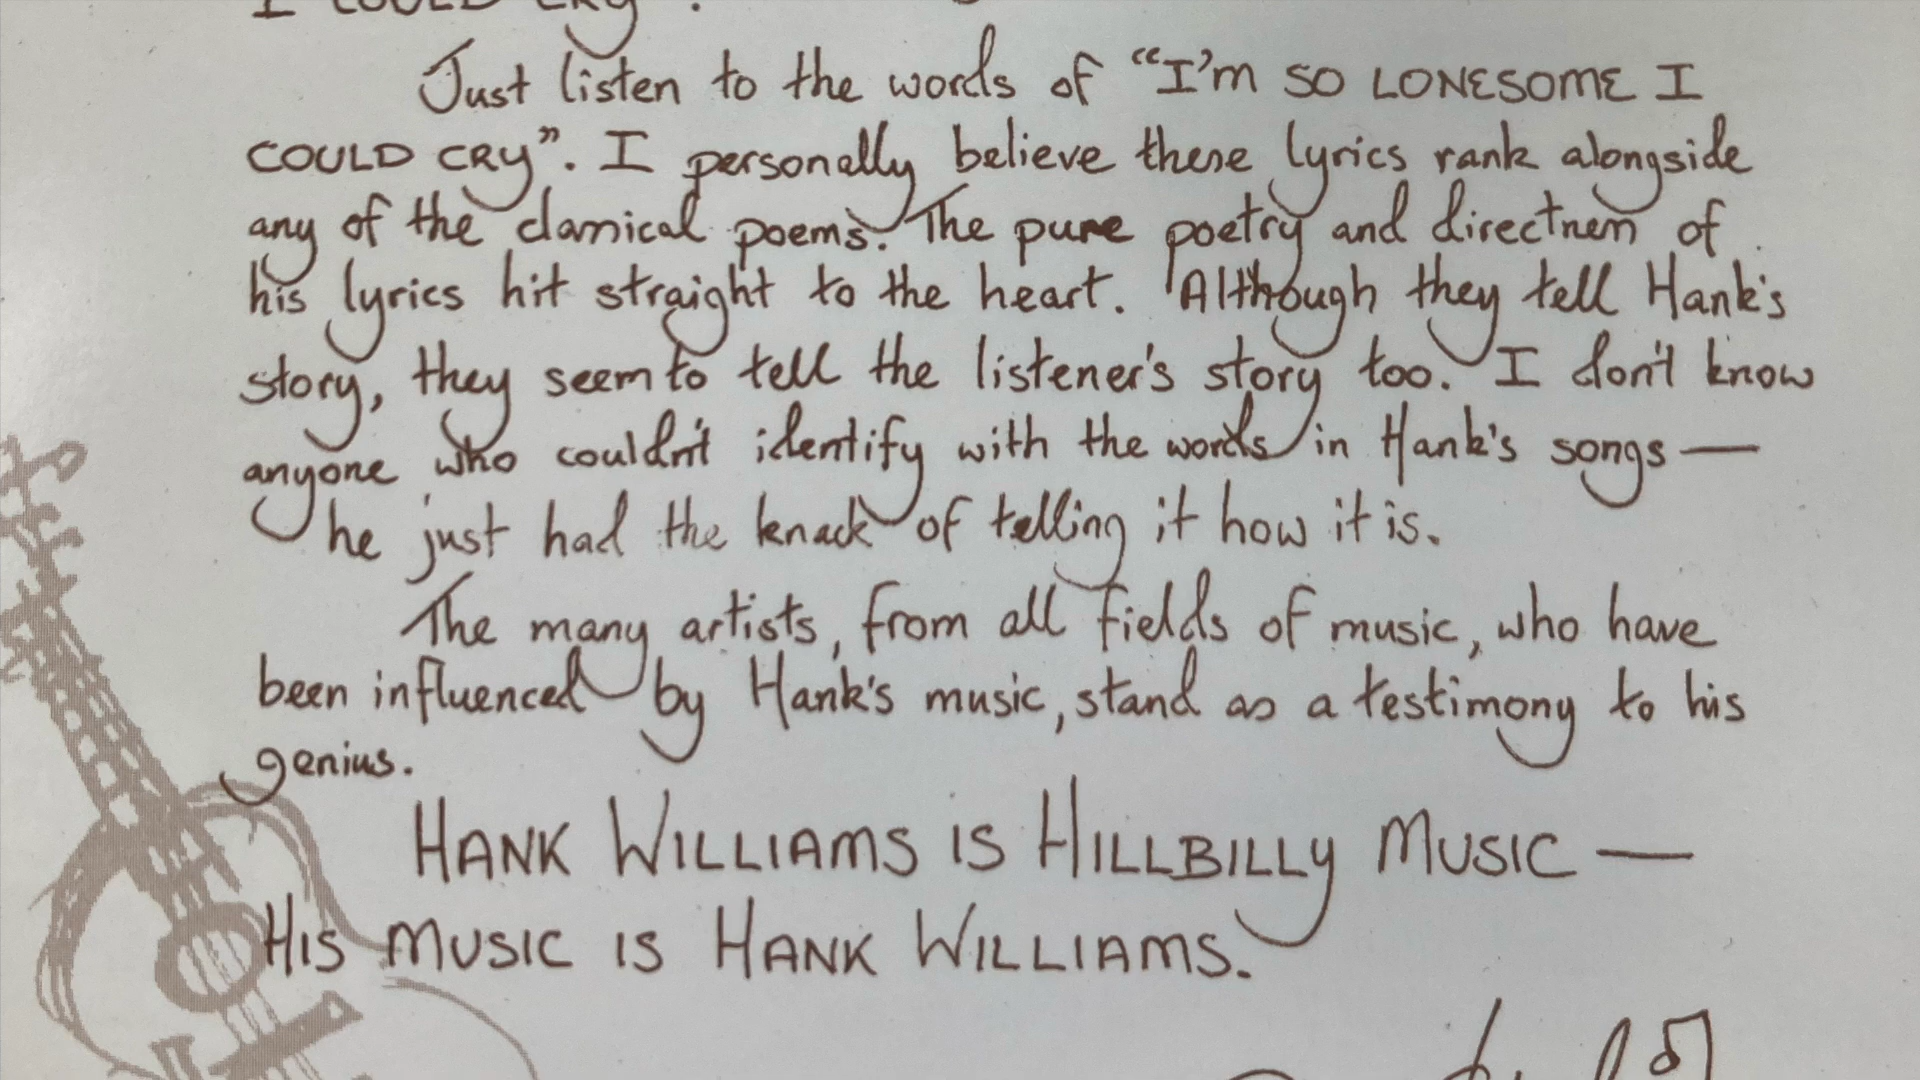 I COULD CRY".
Just listen to the words of "I'm SO LONESOME I
COULD CRY". I personally believe these lyrics rank alongside
any of the classical poems. The pure poetry and directness of
his lyrics hit straight to the heart. Although they tell Hank's
story, they seem to tell the listener's story too. I don't know
anyone who couldn't identify with the words in Hank's songs —
he just had the knack of telling it how it is.
The many artists, from all fields of music, who have
been influenced by Hank's music, stand as a testimony to his
genius.
HANK WILLIAMS IS HILLBILLY MUSIC —
HIS MUSIC IS HANK WILLIAMS.